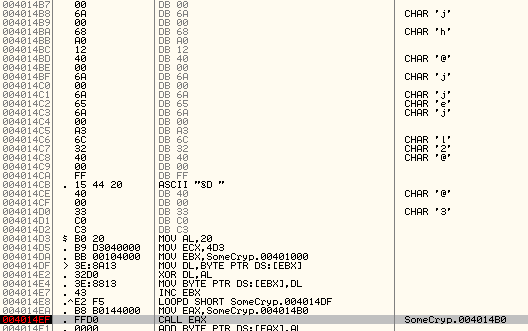 004014B7 00 DB 00
004014B8 6A DB 6A CHAR 'j'
004014B9 00 DB 00
004014BA 68 DB 68 CHAR 'h'
004014BB A0 DB A0
004014BC 12 DB 12
004014BD 40 DB 40 CHAR '@'
004014BE 00 DB 00
004014BF 6A DB 6A CHAR 'j'
004014C0 00 DB 00
004014C1 6A DB 6A CHAR 'j'
004014C2 65 DB 65 CHAR 'e'
004014C3 6A DB 6A CHAR 'j'
004014C4 00 DB 00
004014C5 A3 DB A3
004014C6 6C DB 6C CHAR 'l'
004014C7 32 DB 32 CHAR '2'
004014C8 40 DB 40 CHAR '@'
004014C9 00 DB 00
004014CA FF DB FF
004014CB . 15 44 20 ASCII "§D "
004014CE 40 DB 40 CHAR '@'
004014CF 00 DB 00
004014D0 33 DB 33 CHAR '3'
004014D1 C0 DB C0
004014D2 C3 DB C3
004014D3 $ B0 20 MOV AL,20
004014D5 . B9 D3040000 MOV ECX,4D3
004014DA . BB 00104000 MOV EBX,SomeCryp.00401000
004014DF > 3E:8A13 MOV DL,BYTE PTR DS:[EBX]
004014E2 . 32D0 XOR DL,AL
004014E4 . 3E:8813 MOV BYTE PTR DS:[EBX],DL
004014E7 . 43 INC EBX
004014E8 .^E2 F5 LOOPD SHORT SomeCryp.004014DF
004014EA . B8 B0144000 MOV EAX,SomeCryp.004014B0
004014EF . FFD0 CALL EAX SomeCryp.004014B0
004014F1 . 0000 ADD BYTE PTR DS:[EAX],AL